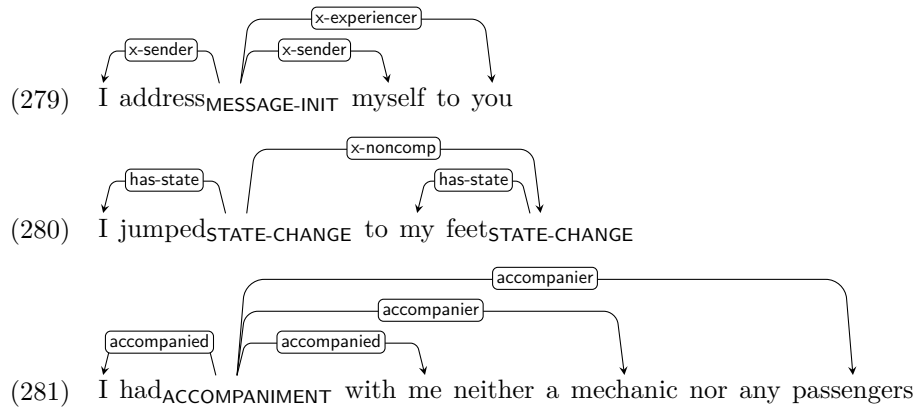 x-experiencer
x-sender x-sender
(279) I address MESSAGE-INIT myself to you
x-noncomp
has-state has-state
(280) I jumped STATE-CHANGE to my feet STATE-CHANGE
accompanier
accompanier
accompanied accompanied
(281) I had ACCOMPANIMENT with me neither a mechanic nor any passengers